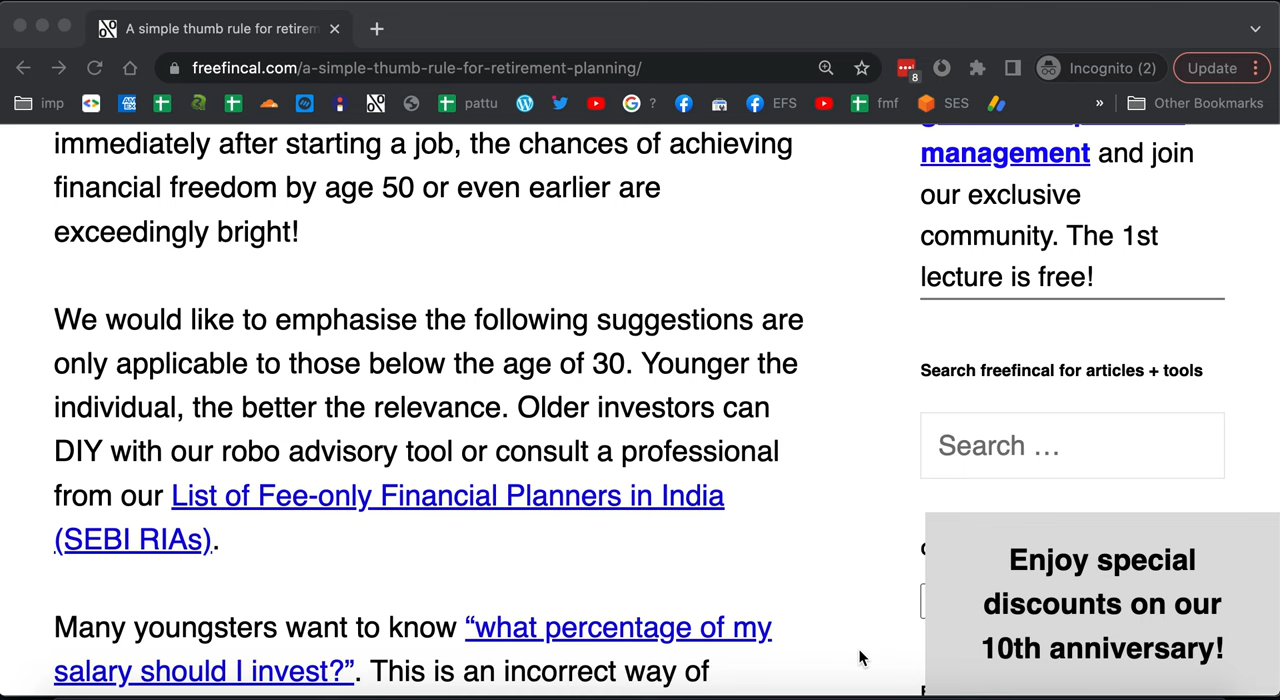 A simple thumb rule for retirem
freefincal.com/a-simple-thumb-rule-for-retirement-planning/
8
Incognito (2)
Update
imp
pattu
?
EFS
fmf
SES
»
Other Bookmarks
immediately after starting a job, the chances of achieving
financial freedom by age 50 or even earlier are
exceedingly bright!
We would like to emphasise the following suggestions are
only applicable to those below the age of 30. Younger the
individual, the better the relevance. Older investors can
DIY with our robo advisory tool or consult a professional
from our List of Fee-only Financial Planners in India
(SEBI RIAs).
Many youngsters want to know “what percentage of my
salary should I invest?”. This is an incorrect way of
management and join
our exclusive
community. The 1st
lecture is free!
Search freefincal for articles + tools
Search …
Enjoy special
discounts on our
10th anniversary!